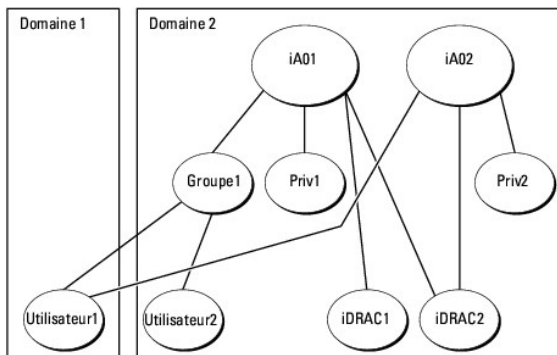 Domaine 1
Domaine 2
iA01
iA02
Groupe1
Priv1
Priv2
Utilisateur1
Utilisateur2
iDRAC1
iDRAC2